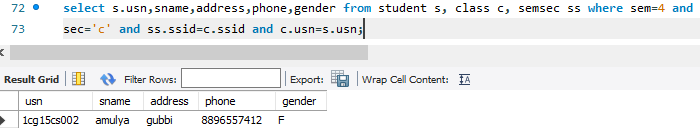 72 select s.usn,sname,address,phone,gender from student s, class c, semsec ss where sem=4 and
73 sec='c' and ss.ssid=c.ssid and c.usn=s.usn;
Result Grid Filter Rows: Export: Wrap Cell Content: IA
usn sname address phone gender
1cg15cs002 amulya gubbi 8896557412 F